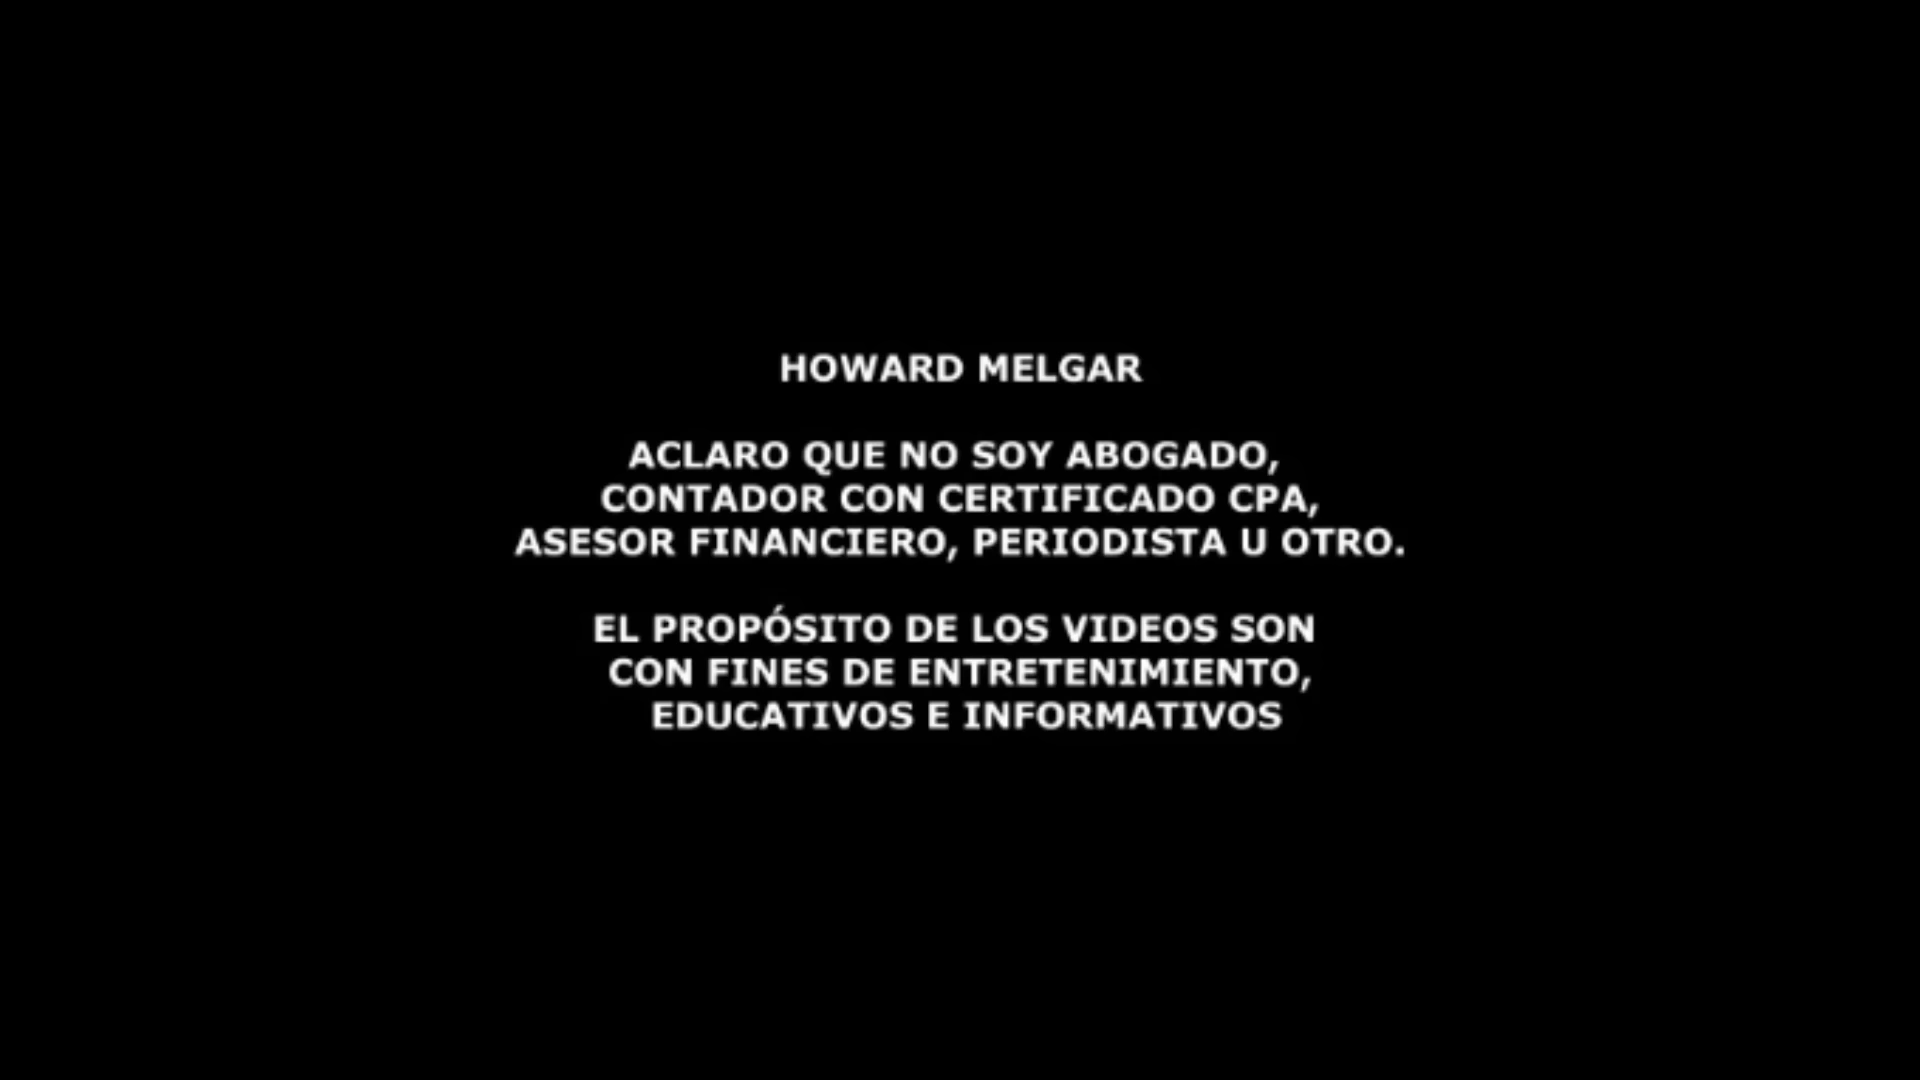 HOWARD MELGAR
ACLARO QUE NO SOY ABOGADO,
CONTADOR CON CERTIFICADO CPA,
ASESOR FINANCIERO, PERIODISTA U OTRO.
EL PROPÓSITO DE LOS VIDEOS SON
CON FINES DE ENTRETENIMIENTO,
EDUCATIVOS E INFORMATIVOS